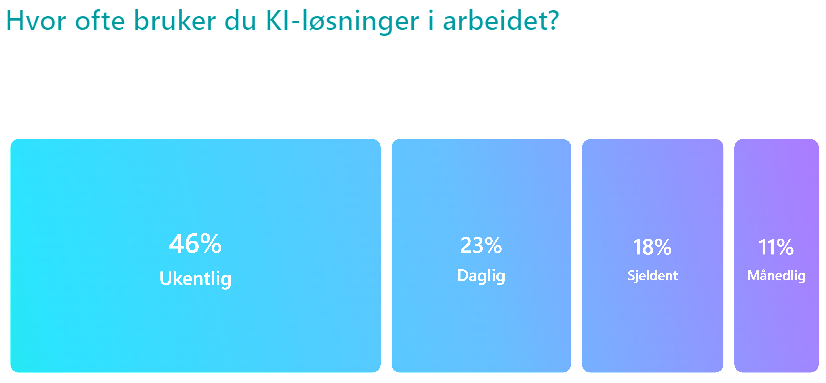 Hvor ofte bruker du KI-løsninger i arbeidet?
46%
Ukentlig
23%
Daglig
18%
Sjeldent
11%
Månedlig